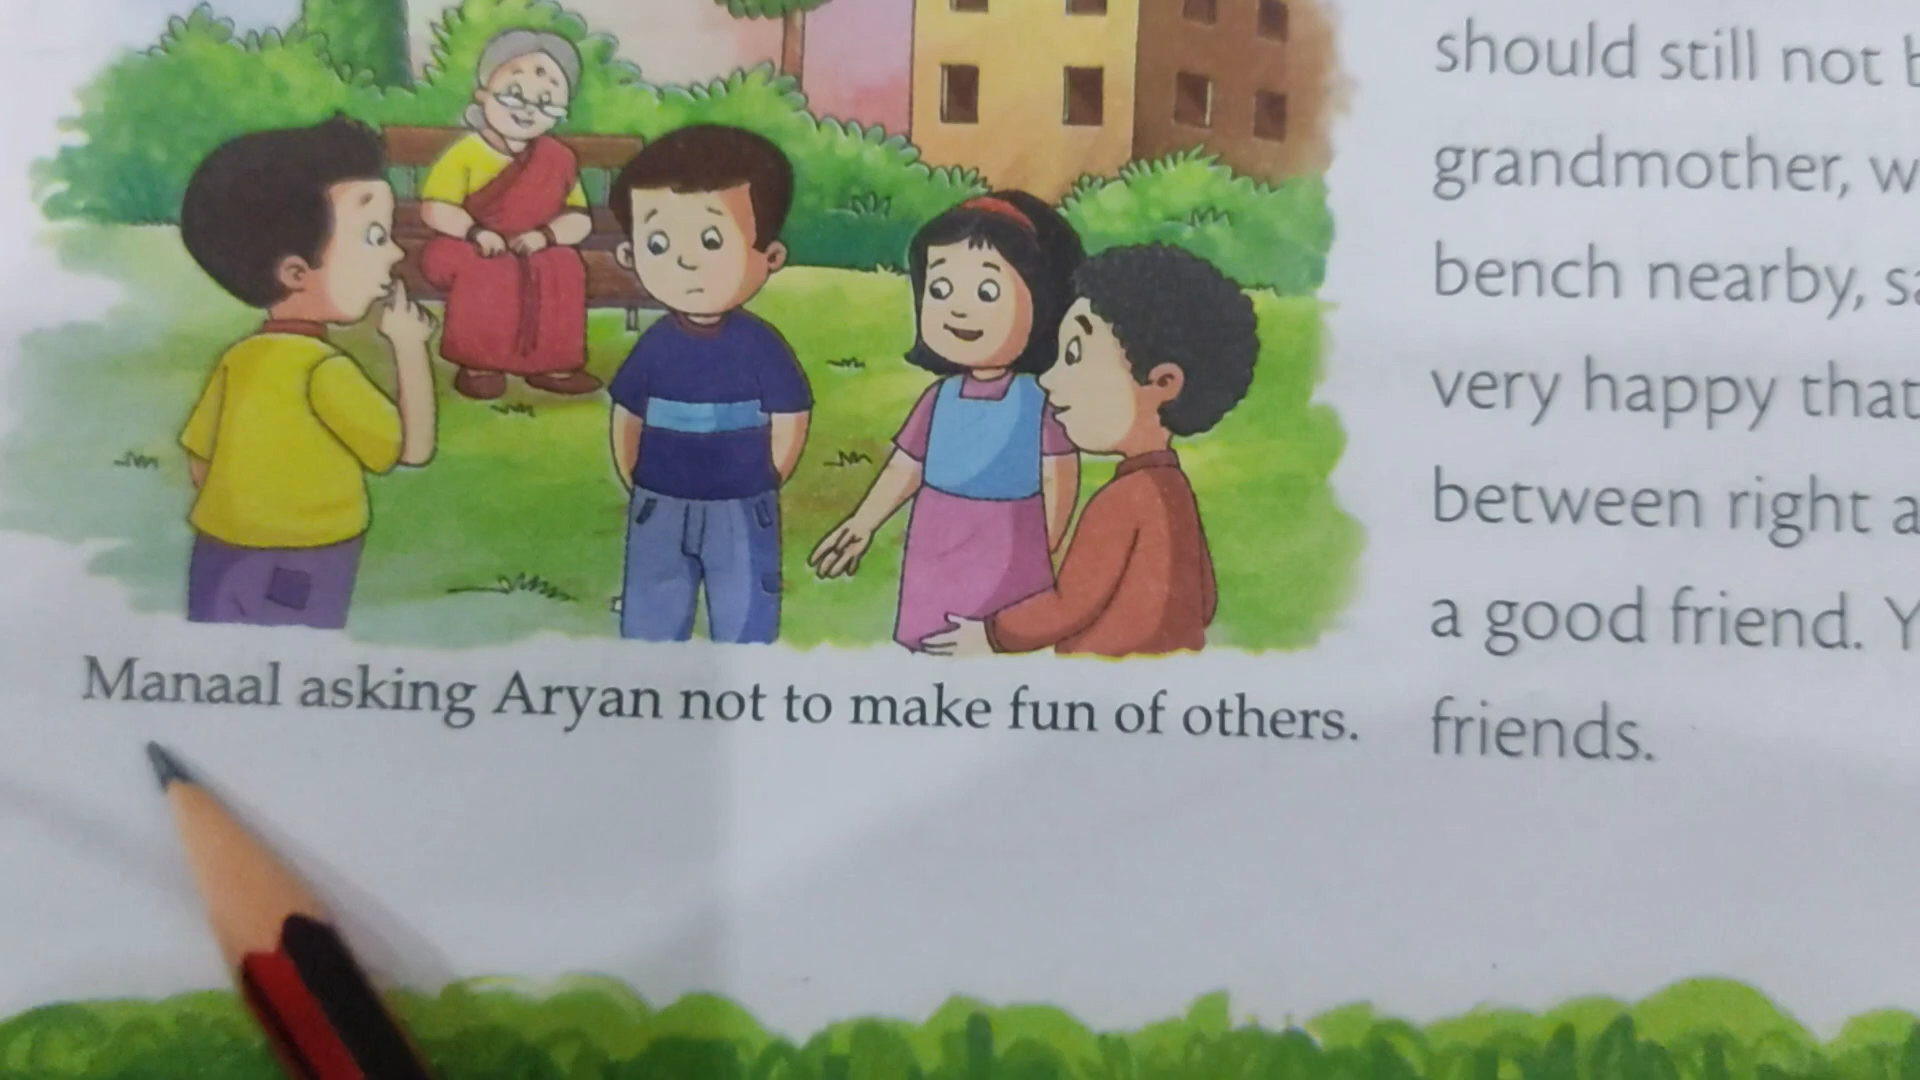 Manaal asking Aryan not to make fun of others.
should still not
grandmother,
bench nearby,
very happy that
between right
a good friend.
friends.